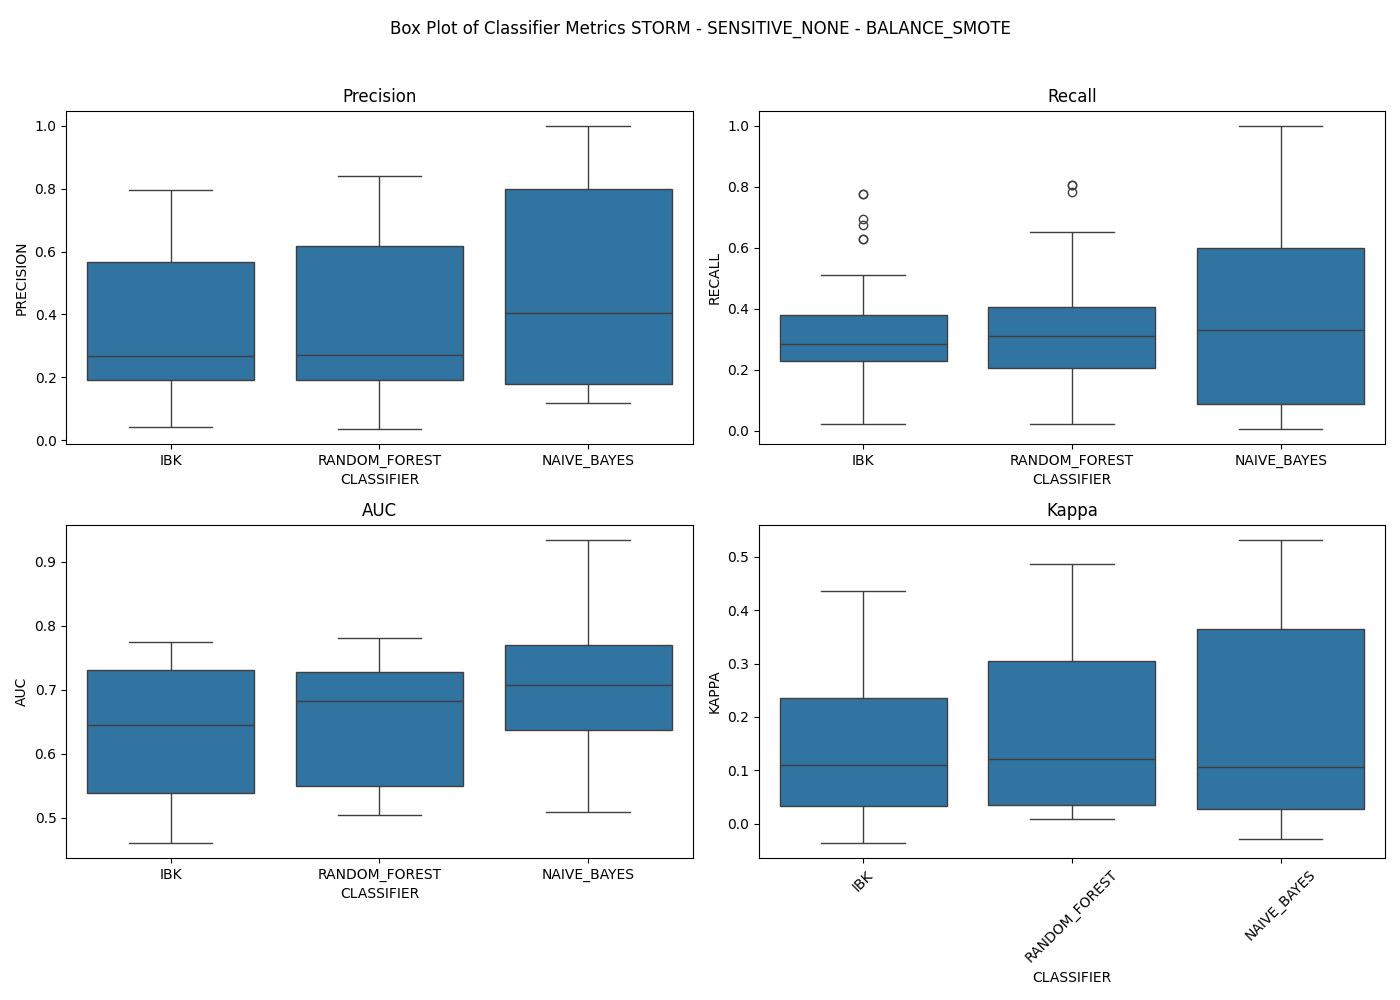 Box Plot of Classifier Metrics STORM - SENSITIVE_NONE - BALANCE_SMOTE
Precision
1.0
0.8
0.6
0.4
0.2
0.0
PRECISION
IBK RANDOM_FOREST NAIVE_BAYES
CLASSIFIER
Recall
1.0
0.8
0.6
0.4
0.2
0.0
RECALL
IBK RANDOM_FOREST NAIVE_BAYES
CLASSIFIER
AUC
0.9
0.8
0.7
0.6
0.5
AUC
IBK RANDOM_FOREST NAIVE_BAYES
CLASSIFIER
Kappa
0.5
0.4
0.3
0.2
0.1
0.0
KAPPA
IBK RANDOM_FOREST NAIVE_BAYES
CLASSIFIER